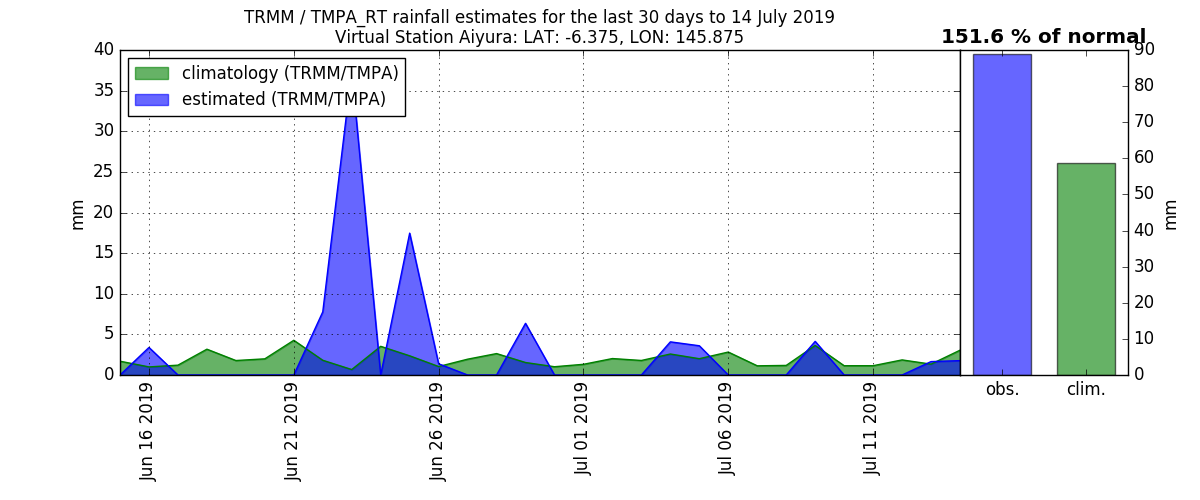 TRMM / TMPA_RT rainfall estimates for the last 30 days to 14 July 2019
Virtual Station Aiyura: LAT: -6.375, LON: 145.875
151.6 % of normal
climatology (TRMM/TMPA)
estimated (TRMM/TMPA)
40
35
30
25
20
15
10
5
0
mm
Jun 16 2019
Jun 21 2019
Jun 26 2019
Jul 01 2019
Jul 06 2019
Jul 11 2019
obs.
clim.
90
80
70
60
50
40
30
20
10
0
mm